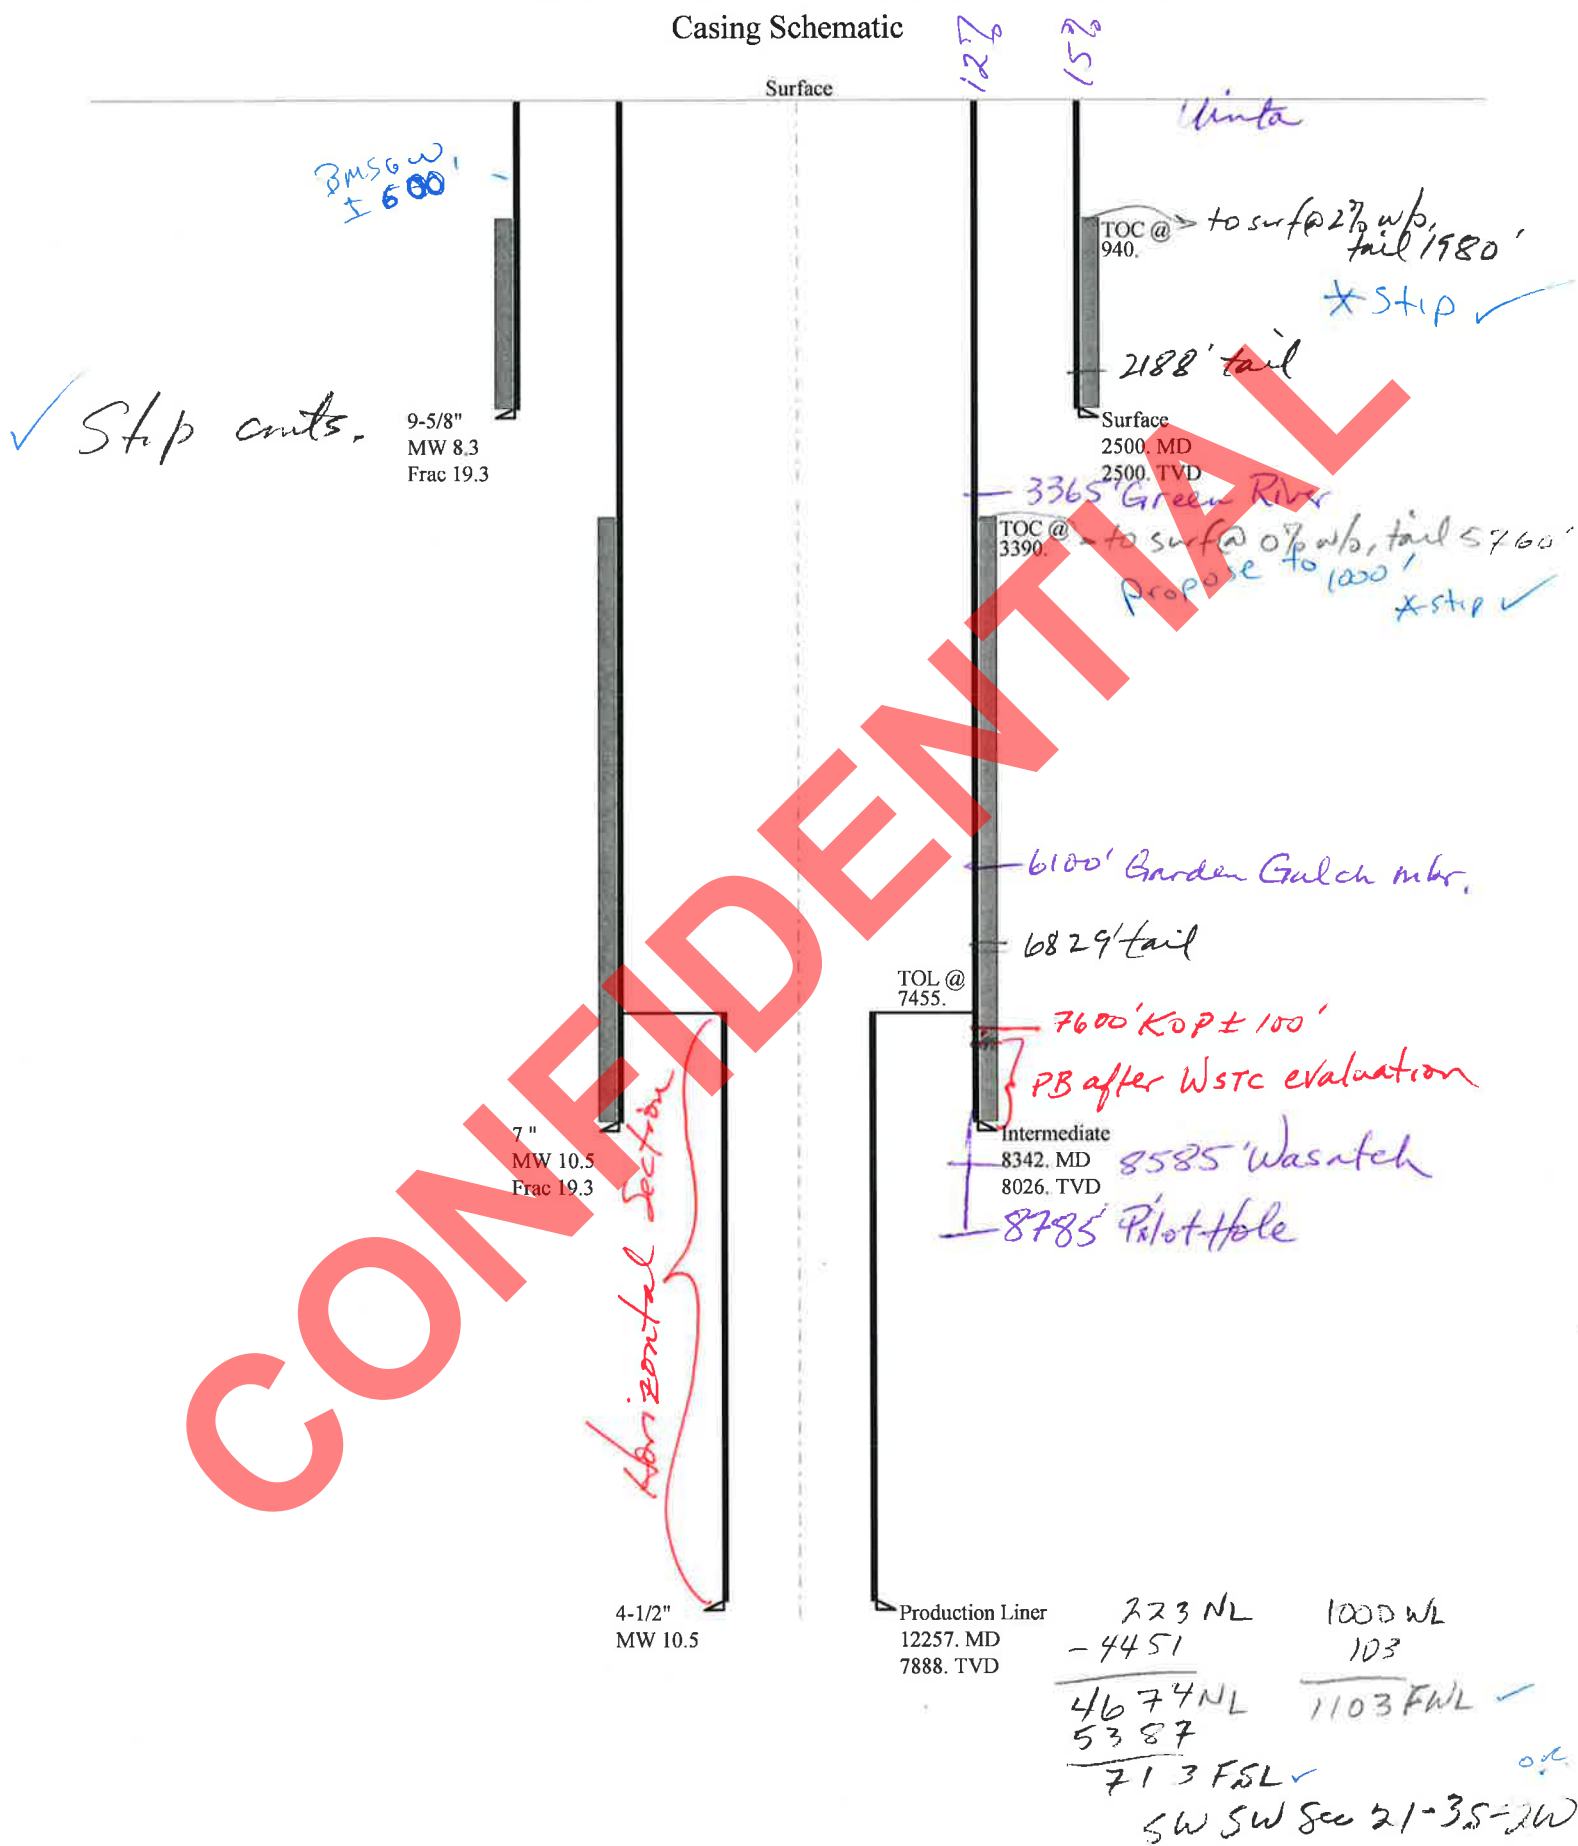 Casing Schematic
12%
15%
Surface
Uinta
BMSGW
± 600'
TOC @
940.
to surf @ 2% w/o,
tail 1980'
* Stip ✓
2188' tail
✓ Stip cmts.
9-5/8"
MW 8.3
Frac 19.3
Surface
2500. MD
2500. TVD
3365' Green River
TOC @
3390.
to surf @ 0% w/o, tail 5760'
propose to 1000'
* stip ✓
6100' Garden Gulch mbr.
6829' tail
TOL @
7455.
7600' KOP ± 100'
PB after WSTC evaluation
7 "
MW 10.5
Frac 19.3
Intermediate
8342. MD
8026. TVD
8585' Wasatch
8785' Pilot Hole
Horizontal Section
CONFIDENTIAL
4-1/2"
MW 10.5
Production Liner
12257. MD
7888. TVD
223 NL
-4451
4674 NL
5387
713 FSL ✓
1000 WL
103
1103 FWL ✓
O.K.
SW SW Sec 21-3S-2W